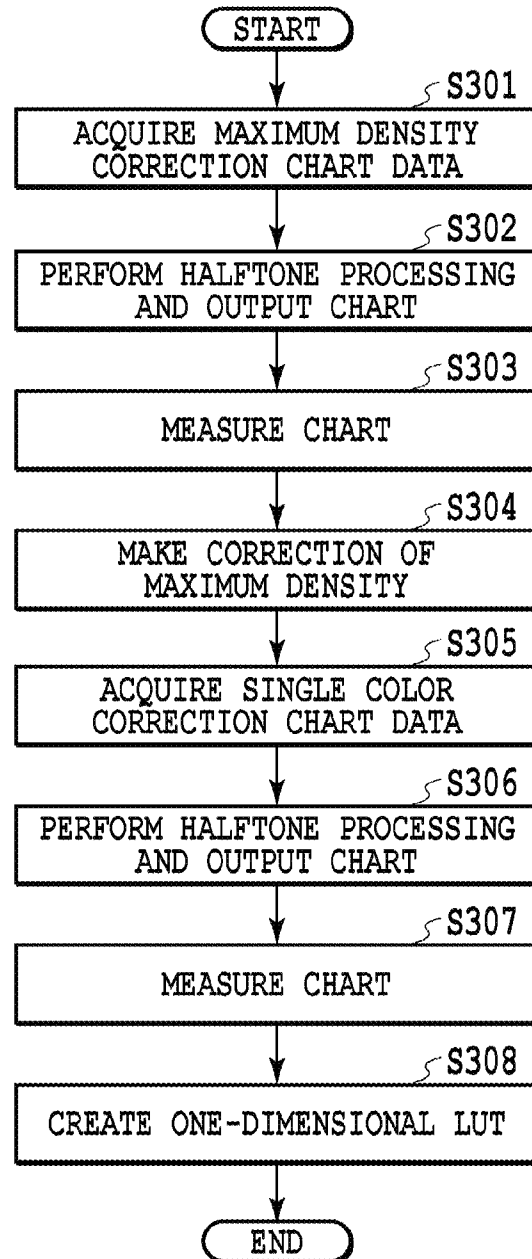 START
S301
ACQUIRE MAXIMUM DENSITY
CORRECTION CHART DATA
S302
PERFORM HALFTONE PROCESSING
AND OUTPUT CHART
S303
MEASURE CHART
S304
MAKE CORRECTION OF
MAXIMUM DENSITY
S305
ACQUIRE SINGLE COLOR
CORRECTION CHART DATA
S306
PERFORM HALFTONE PROCESSING
AND OUTPUT CHART
S307
MEASURE CHART
S308
CREATE ONE-DIMENSIONAL LUT
END